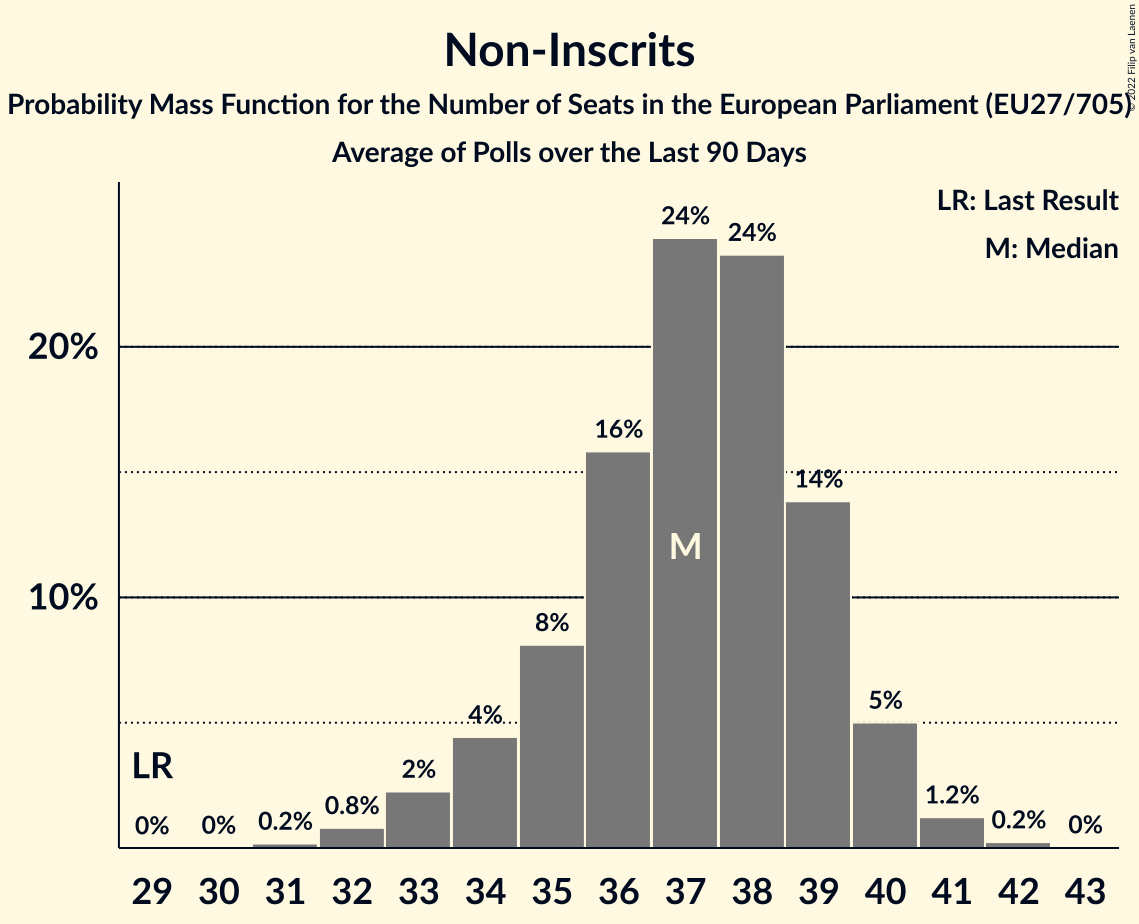 Non-Inscrits
Probability Mass Function for the Number of Seats in the European Parliament (EU27/705)
Average of Polls over the Last 90 Days
© 2022 Filip van Laenen
LR: Last Result
M: Median
24%
24%
20%
16%
14%
M
10%
8%
5%
4%
LR
2%
1.2%
0.8%
0.2%
0.2%
0%
0%
0%
29 30 31 32 33 34 35 36 37 38 39 40 41 42 43